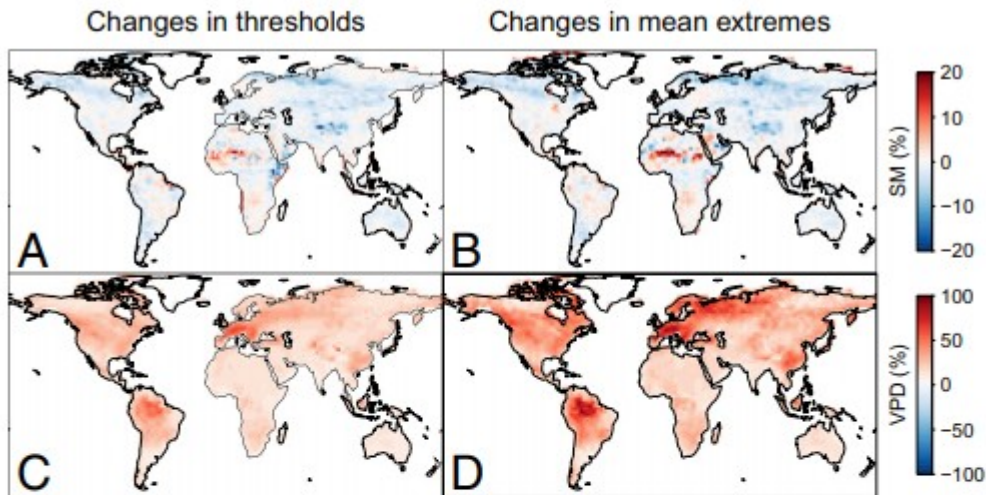 Changes in thresholds
Changes in mean extremes
A
B
20
10
0
−10
−20
SM (%)
C
D
100
50
0
−50
−100
VPD (%)